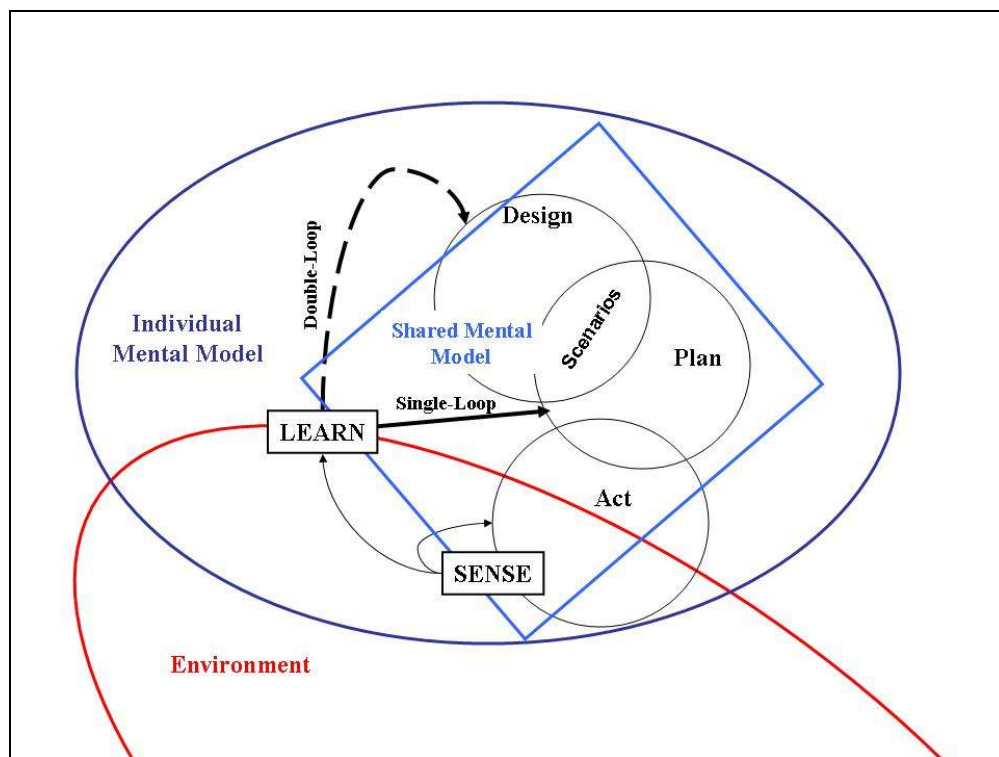 Design
Double-Loop
Scenarios
Individual
Mental Model
Shared Mental
Model
Plan
Single-Loop
LEARN
Act
SENSE
Environment